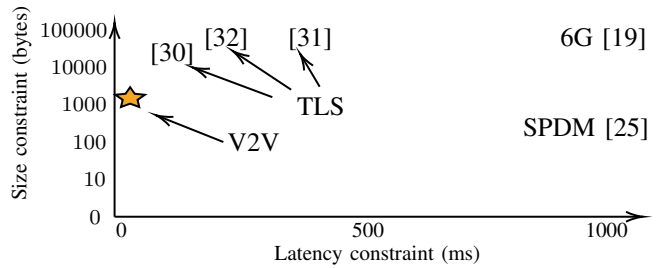 Size constraint (bytes)
100000
10000
1000
100
10
0
[30]
[32]
[31]
6G [19]
TLS
SPDM [25]
V2V
0
500
1000
Latency constraint (ms)